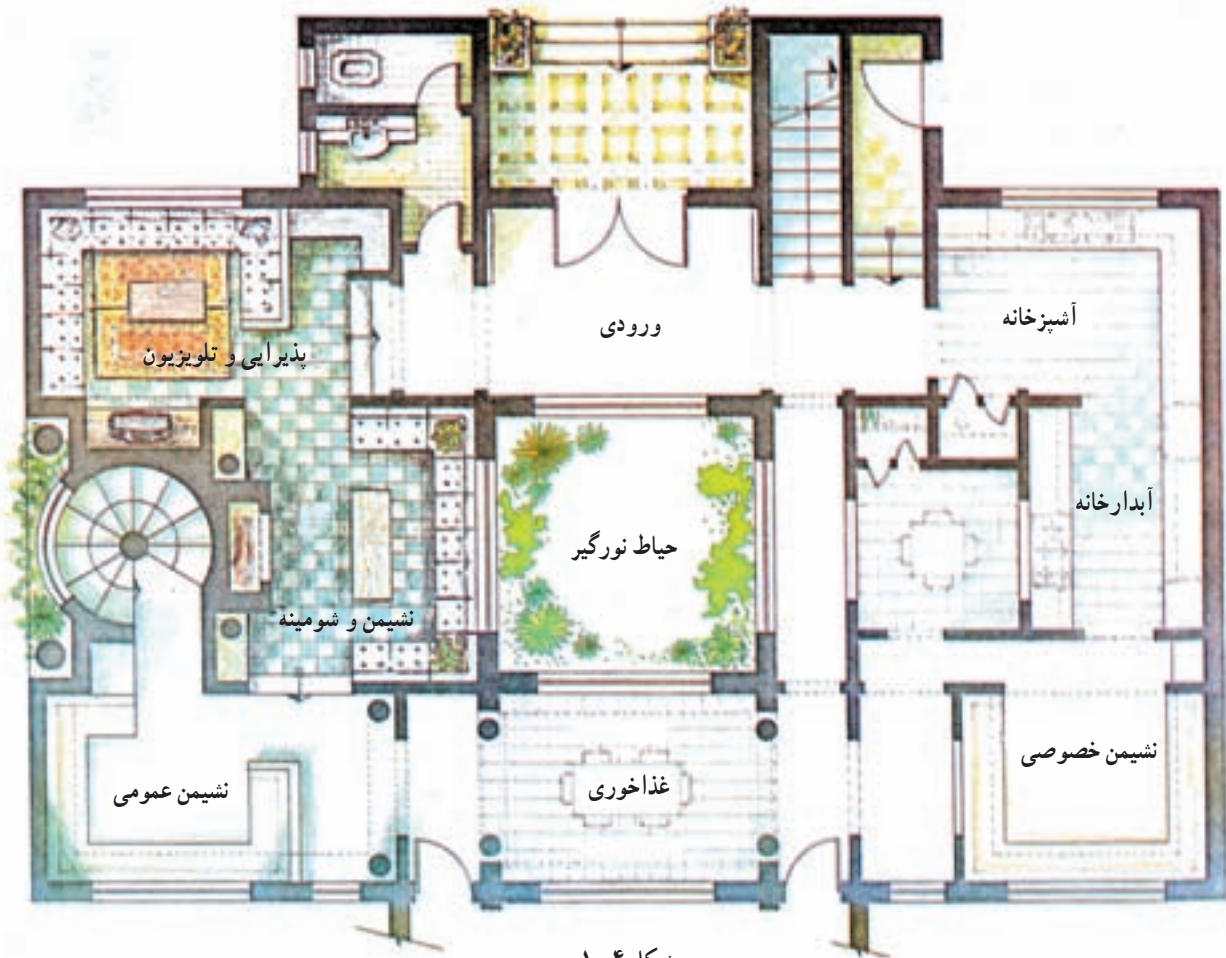 ورودی
آشپزخانه
پذیرایی و تلویزیون
آبدارخانه
حیاط نورگیر
نشیمن و شومینه
نشیمن خصوصی
غذاخوری
نشیمن عمومی